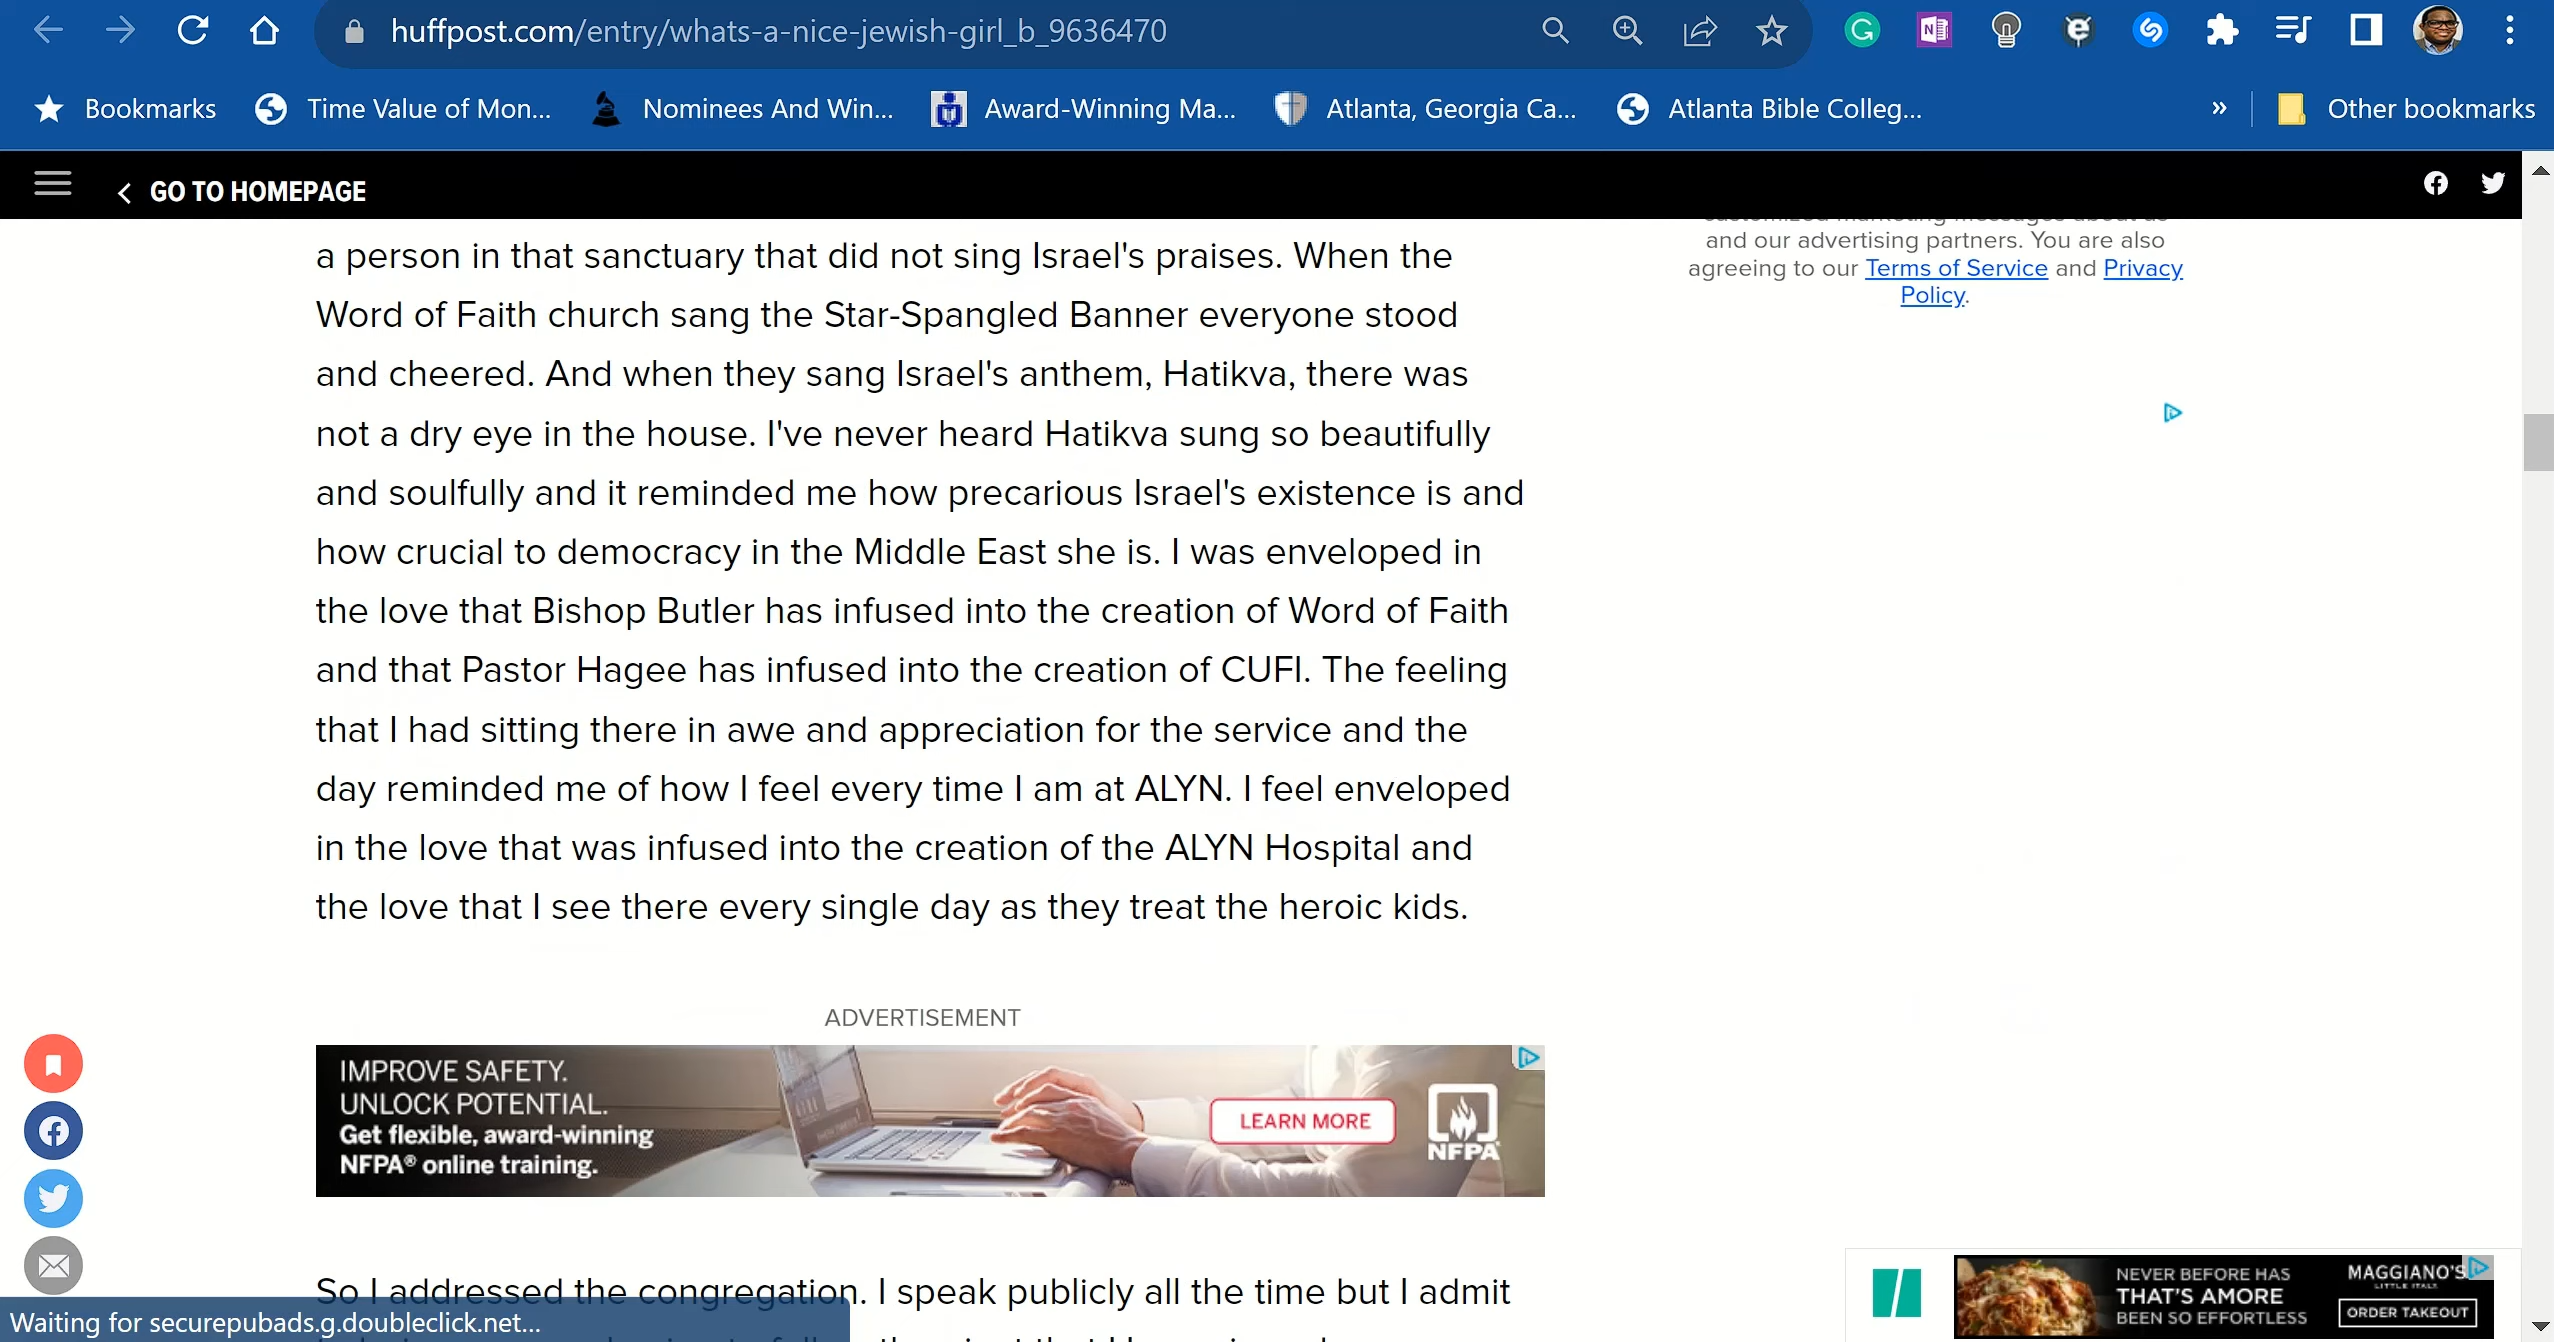 huffpost.com/entry/whats-a-nice-jewish-girl_b_9636470
Bookmarks
Time Value of Mon...
Nominees And Win...
Award-Winning Ma...
Atlanta, Georgia Ca...
Atlanta Bible Colleg...
»
Other bookmarks
GO TO HOMEPAGE
a person in that sanctuary that did not sing Israel's praises. When the
Word of Faith church sang the Star-Spangled Banner everyone stood
and cheered. And when they sang Israel's anthem, Hatikva, there was
not a dry eye in the house. I've never heard Hatikva sung so beautifully
and soulfully and it reminded me how precarious Israel's existence is and
how crucial to democracy in the Middle East she is. I was enveloped in
the love that Bishop Butler has infused into the creation of Word of Faith
and that Pastor Hagee has infused into the creation of CUFI. The feeling
that I had sitting there in awe and appreciation for the service and the
day reminded me of how I feel every time I am at ALYN. I feel enveloped
in the love that was infused into the creation of the ALYN Hospital and
the love that I see there every single day as they treat the heroic kids.
customized marketing messages about us
and our advertising partners. You are also
agreeing to our Terms of Service and Privacy
Policy.
ADVERTISEMENT
IMPROVE SAFETY.
UNLOCK POTENTIAL.
Get flexible, award-winning
NFPA® online training.
LEARN MORE
NFPA
So I addressed the congregation. I speak publicly all the time but I admit
Waiting for securepubads.g.doubleclick.net...
NEVER BEFORE HAS
THAT'S AMORE
BEEN SO EFFORTLESS
MAGGIANO'S
LITTLE ITALY
ORDER TAKEOUT